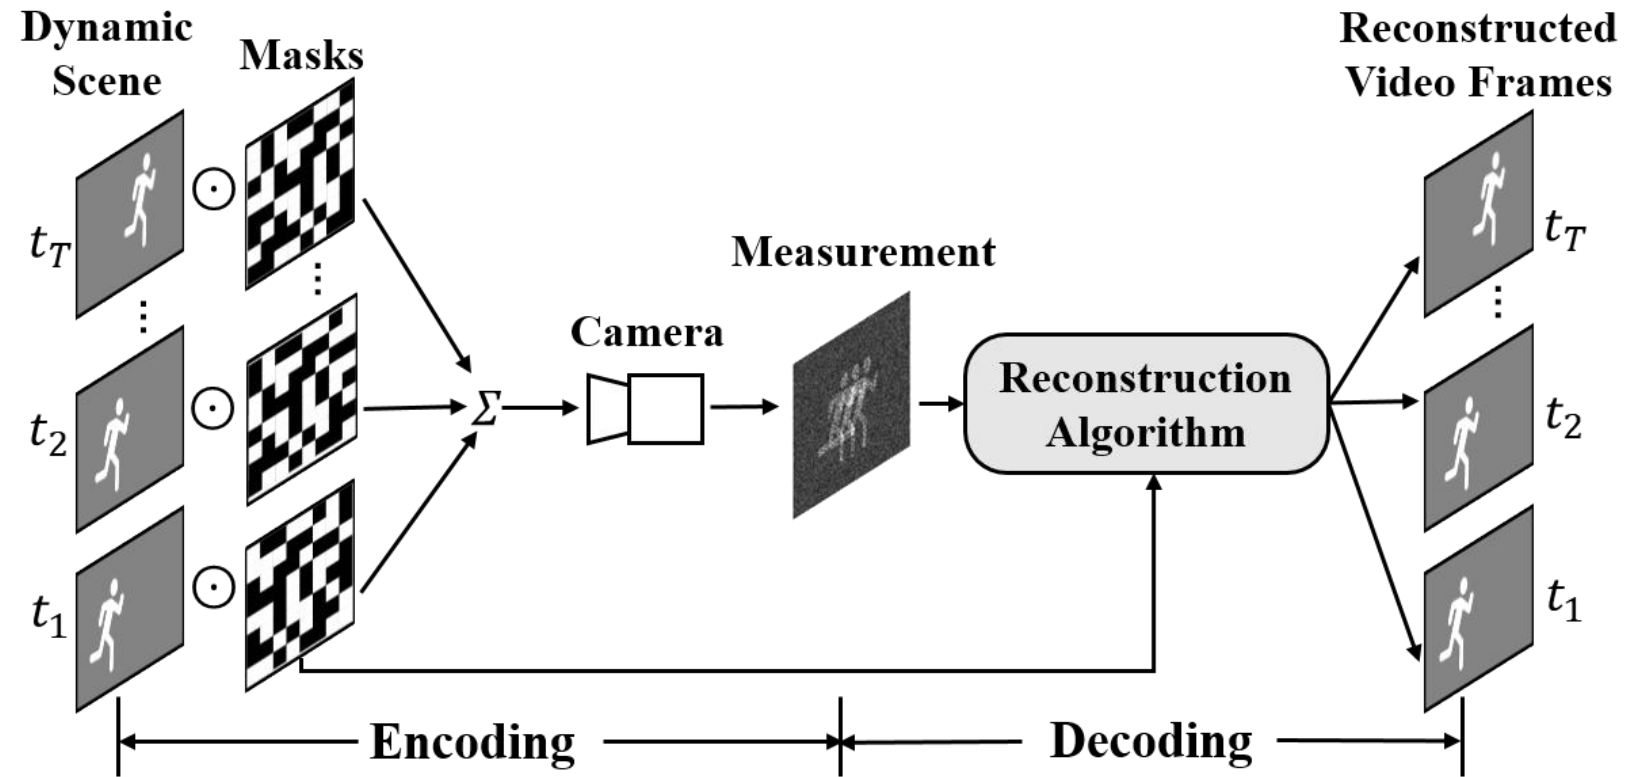 Dynamic
Scene
Masks
Reconstructed
Video Frames
t_T
t_2
t_1
Σ
Camera
Measurement
Reconstruction
Algorithm
t_T
t_2
t_1
Encoding
Decoding